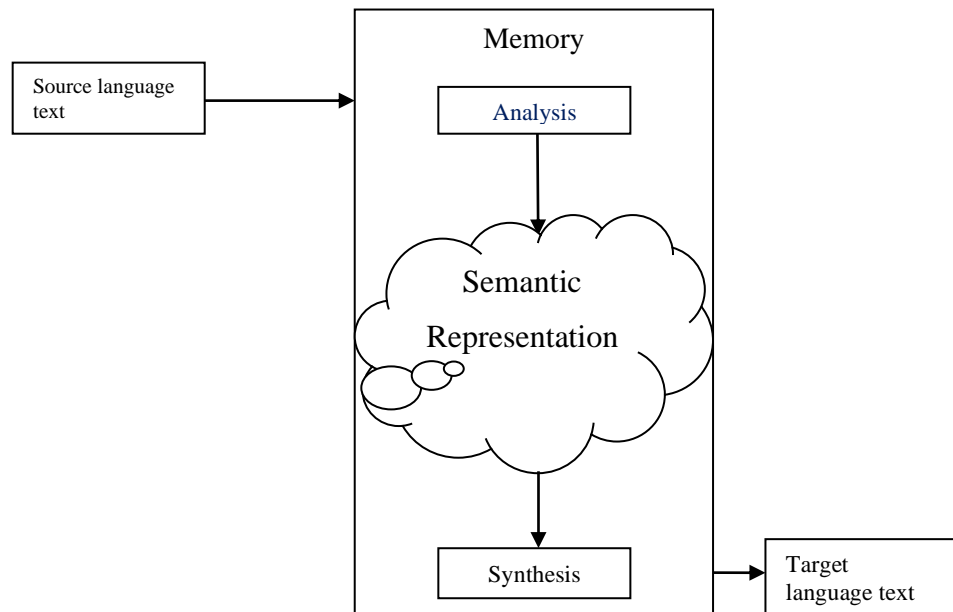 Memory
Source language
text
Analysis
Semantic
Representation
Synthesis
Target
language text